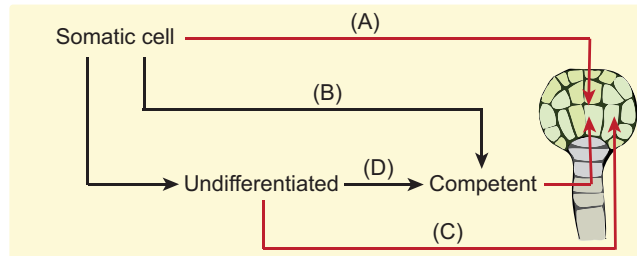 (A)
Somatic cell
(B)
Undifferentiated
(D)
Competent
(C)